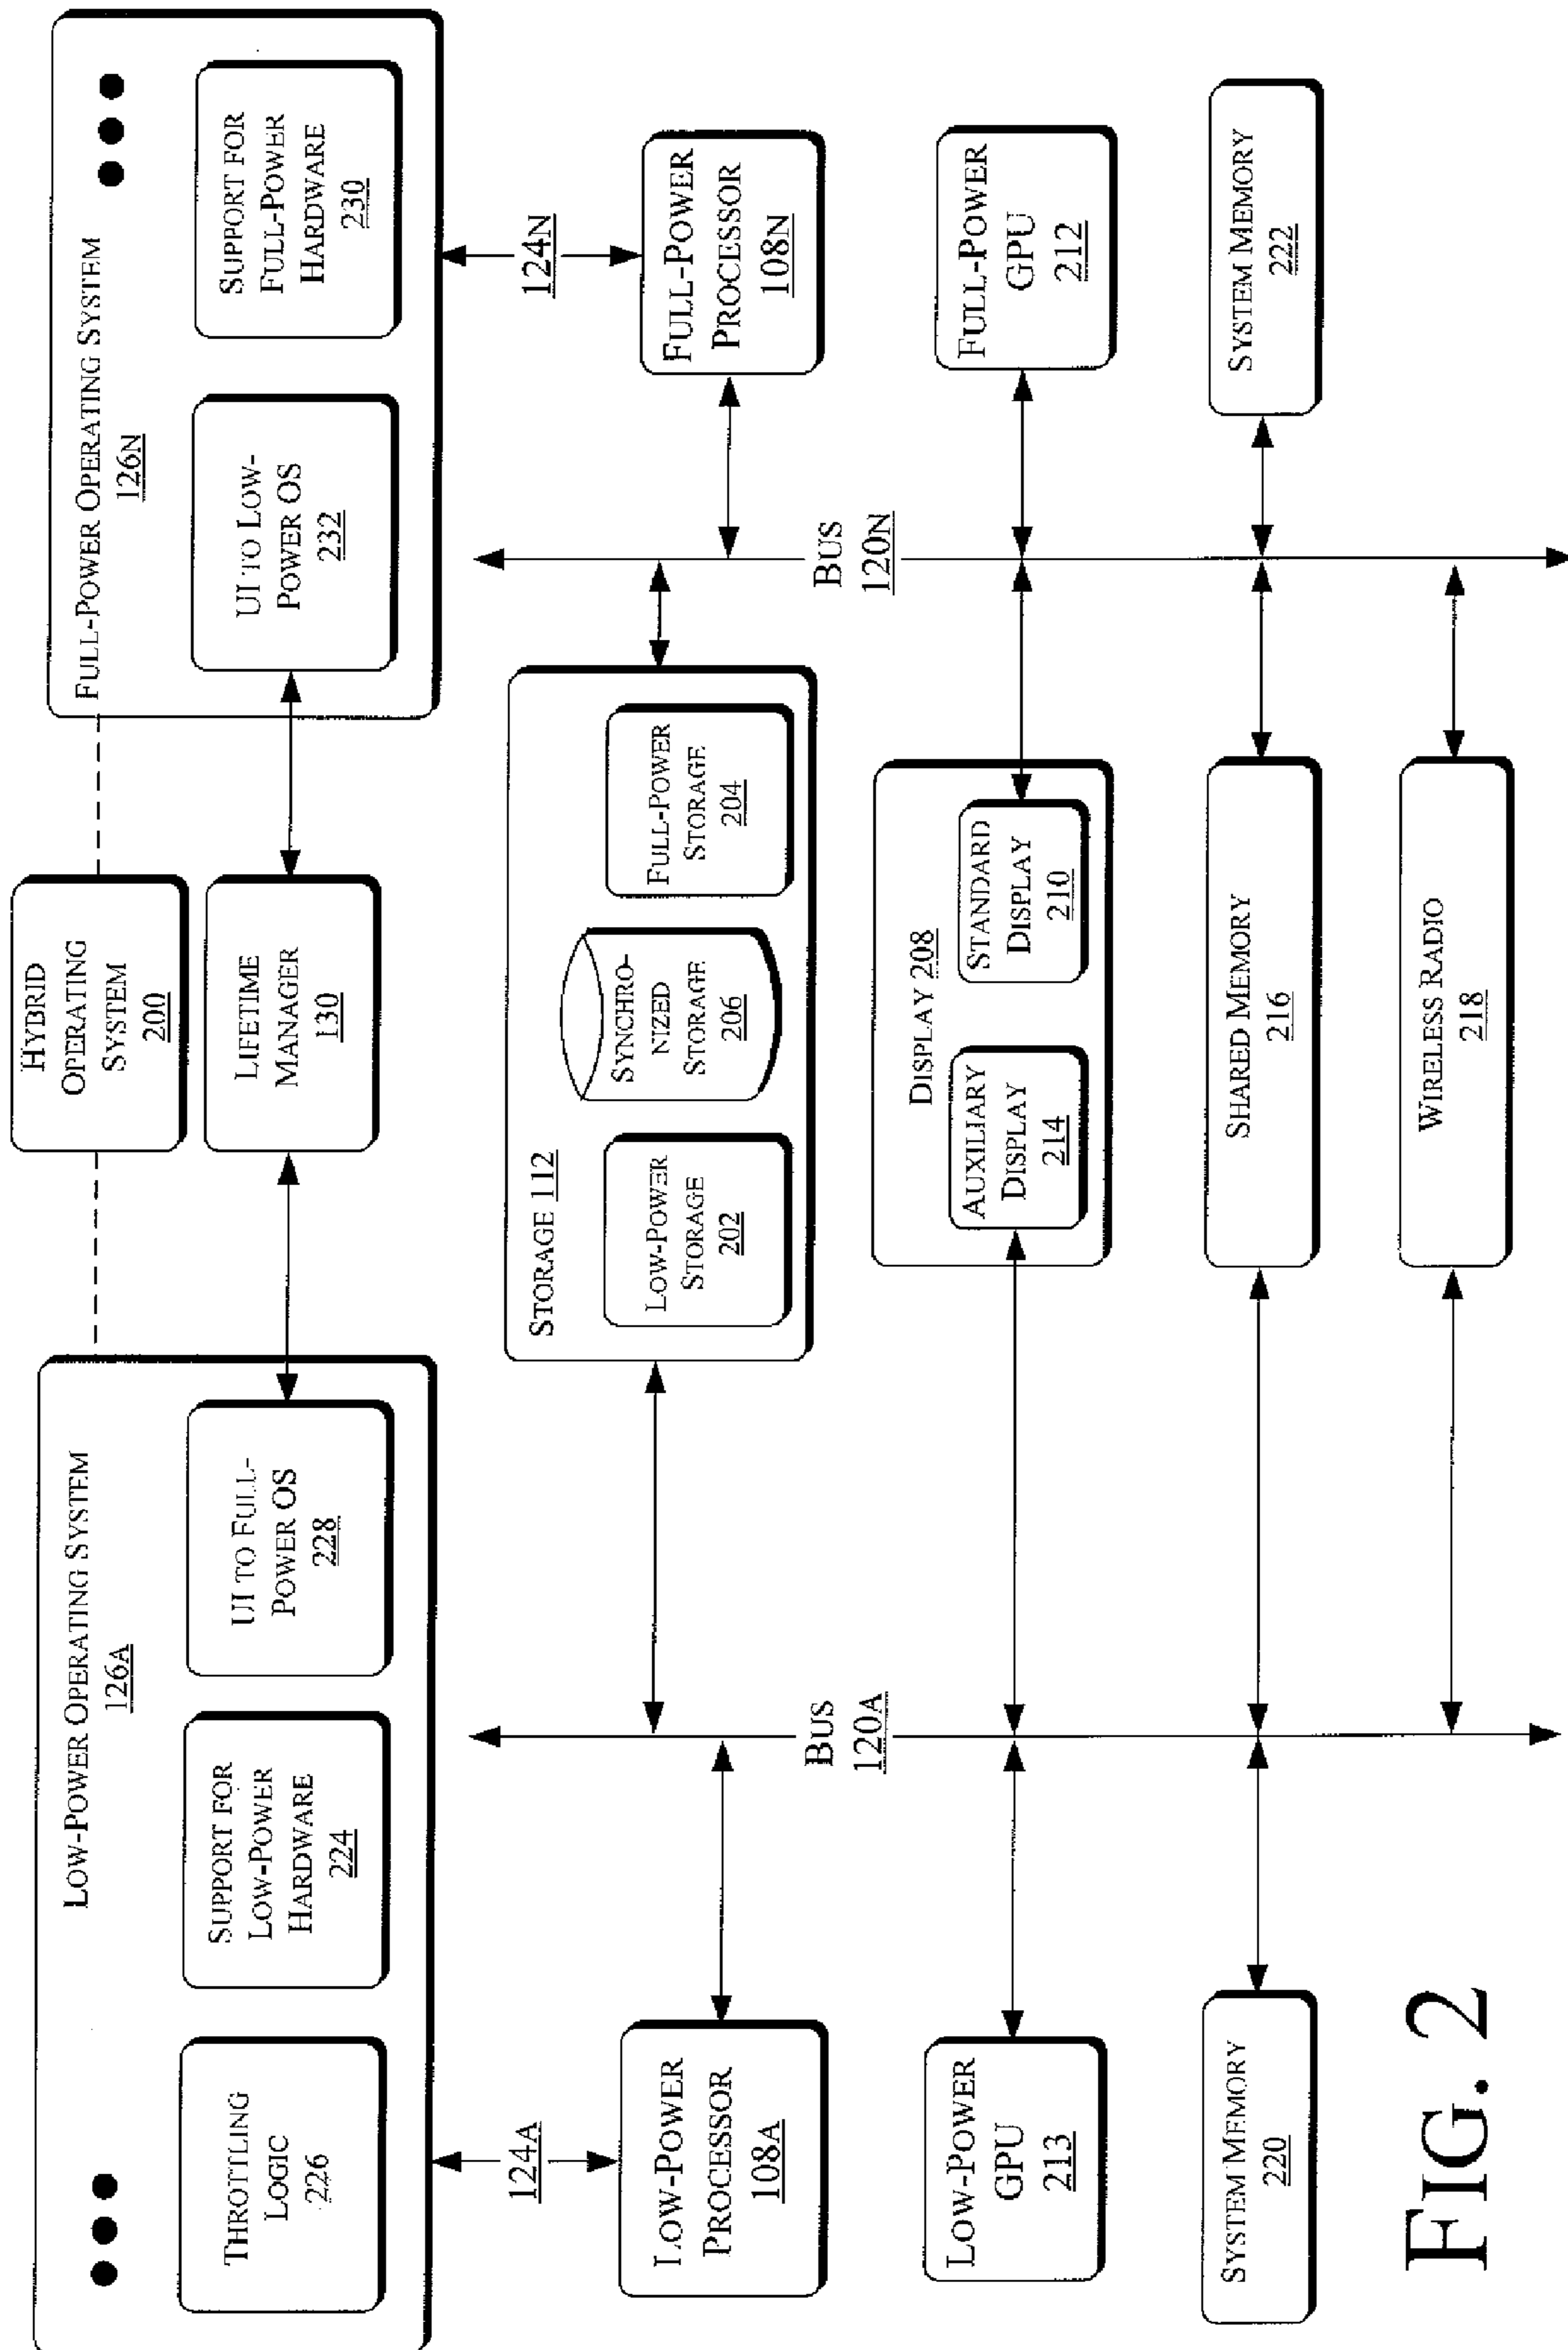 HYBRID
OPERATING
SYSTEM
200
LOW-POWER OPERATING SYSTEM
126A
THROTTLING
LOGIC
226
SUPPORT FOR
LOW-POWER
HARDWARE
224
UI TO FULL-
POWER OS
228
LIFETIME
MANAGER
130
FULL-POWER OPERATING SYSTEM
126N
UI TO LOW-
POWER OS
232
SUPPORT FOR
FULL-POWER
HARDWARE
230
124A
124N
LOW-POWER
PROCESSOR
108A
STORAGE 112
LOW-POWER
STORAGE
202
SYNCHRO-
NIZED
STORAGE
206
FULL-POWER
STORAGE
204
FULL-POWER
PROCESSOR
108N
BUS
120A
BUS
120N
LOW-POWER
GPU
213
DISPLAY 208
AUXILIARY
DISPLAY
214
STANDARD
DISPLAY
210
FULL-POWER
GPU
212
SYSTEM MEMORY
220
SHARED MEMORY
216
SYSTEM MEMORY
222
WIRELESS RADIO
218
FIG. 2